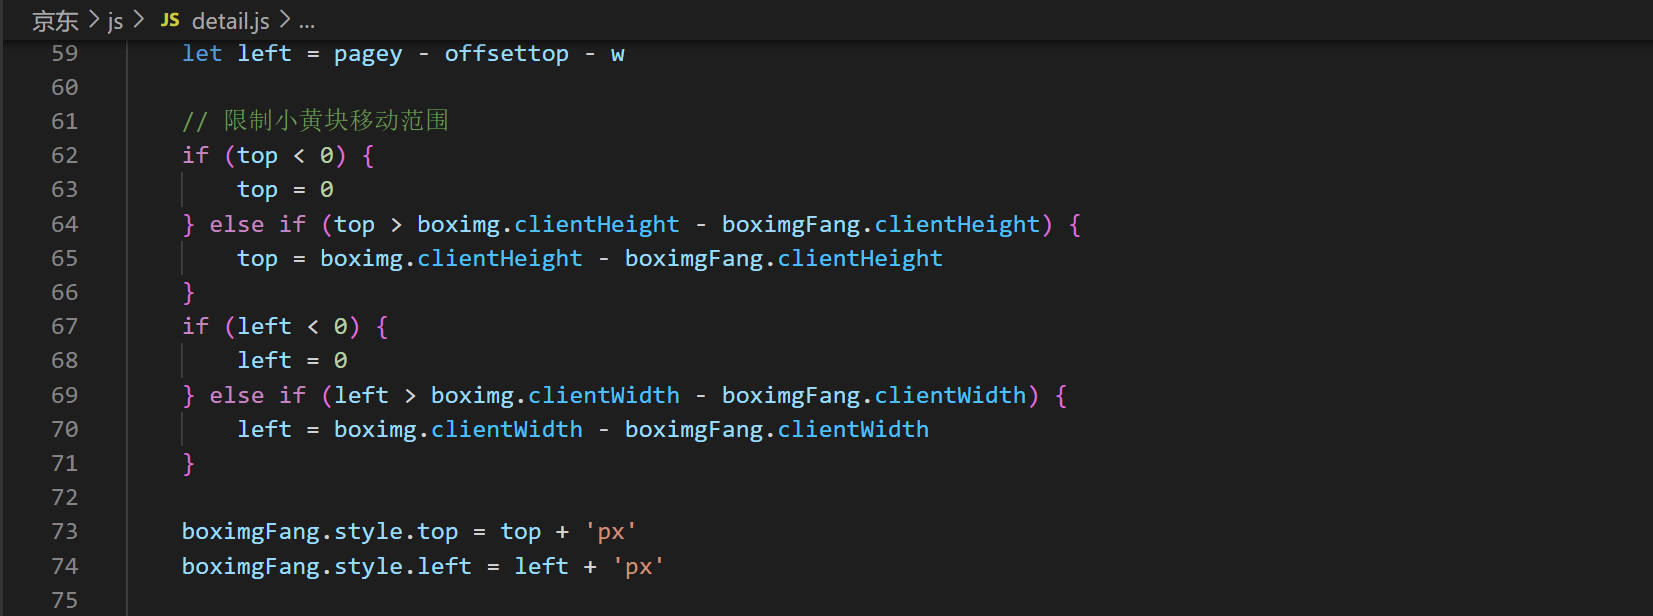 京东 > js > JS detail.js > ...
59 let left = pagey - offsettop - w
60
61 // 限制小黄块移动范围
62 if (top < 0) {
63 top = 0
64 } else if (top > boximg.clientHeight - boximgFang.clientHeight) {
65 top = boximg.clientHeight - boximgFang.clientHeight
66 }
67 if (left < 0) {
68 left = 0
69 } else if (left > boximg.clientWidth - boximgFang.clientWidth) {
70 left = boximg.clientWidth - boximgFang.clientWidth
71 }
72
73 boximgFang.style.top = top + 'px'
74 boximgFang.style.left = left + 'px'
75